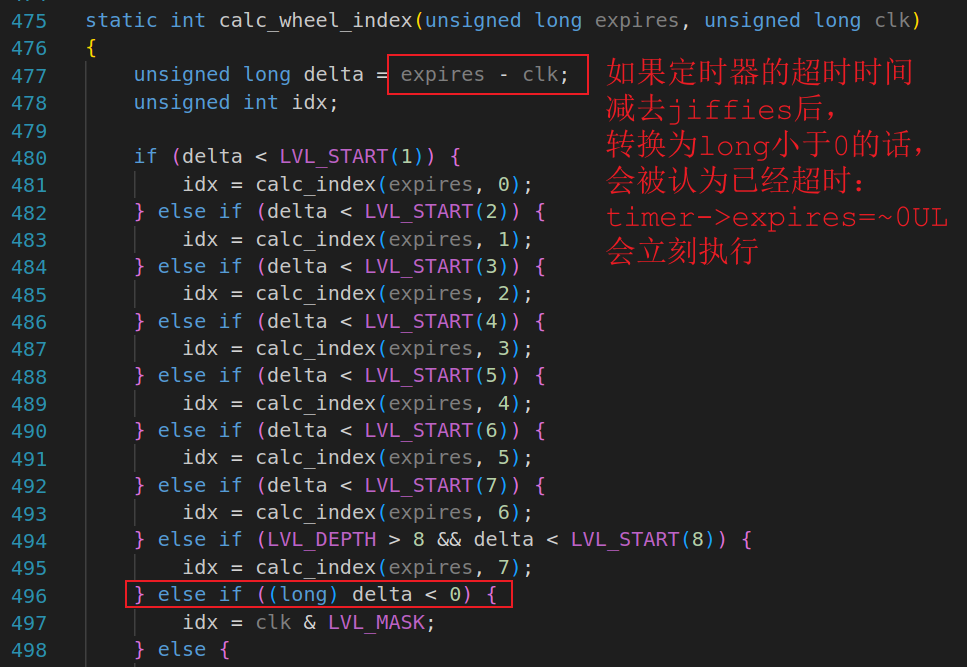 475 static int calc_wheel_index(unsigned long expires, unsigned long clk)
476 {
477 unsigned long delta = expires - clk;
478 unsigned int idx;
479
480 if (delta < LVL_START(1)) {
481 idx = calc_index(expires, 0);
482 } else if (delta < LVL_START(2)) {
483 idx = calc_index(expires, 1);
484 } else if (delta < LVL_START(3)) {
485 idx = calc_index(expires, 2);
486 } else if (delta < LVL_START(4)) {
487 idx = calc_index(expires, 3);
488 } else if (delta < LVL_START(5)) {
489 idx = calc_index(expires, 4);
490 } else if (delta < LVL_START(6)) {
491 idx = calc_index(expires, 5);
492 } else if (delta < LVL_START(7)) {
493 idx = calc_index(expires, 6);
494 } else if (LVL_DEPTH > 8 && delta < LVL_START(8)) {
495 idx = calc_index(expires, 7);
496 } else if ((long) delta < 0) {
497 idx = clk & LVL_MASK;
498 } else {
如果定时器的超时时间
减去jiffies后，
转换为long小于0的话，
会被认为已经超时：
timer->expires=~0UL
会立刻执行